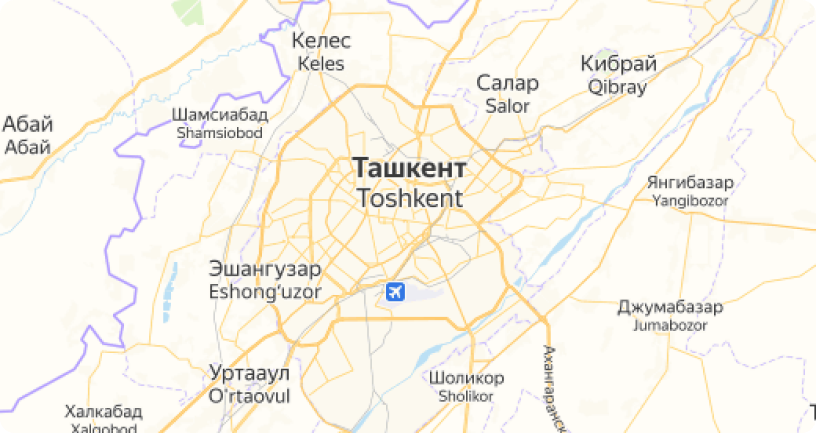 Келес
Keles
Кибрай
Qibray
Салар
Salor
Шамсиабад
Shamsiobod
Абай
Абай
Ташкент
Toshkent
Янгибазар
Yangibozor
Эшангузар
Eshong'uzor
Джумабазар
Jumabozor
Уртааул
O'rtaovul
Шоликор
Sholikor
Халкабад
Xalqobod